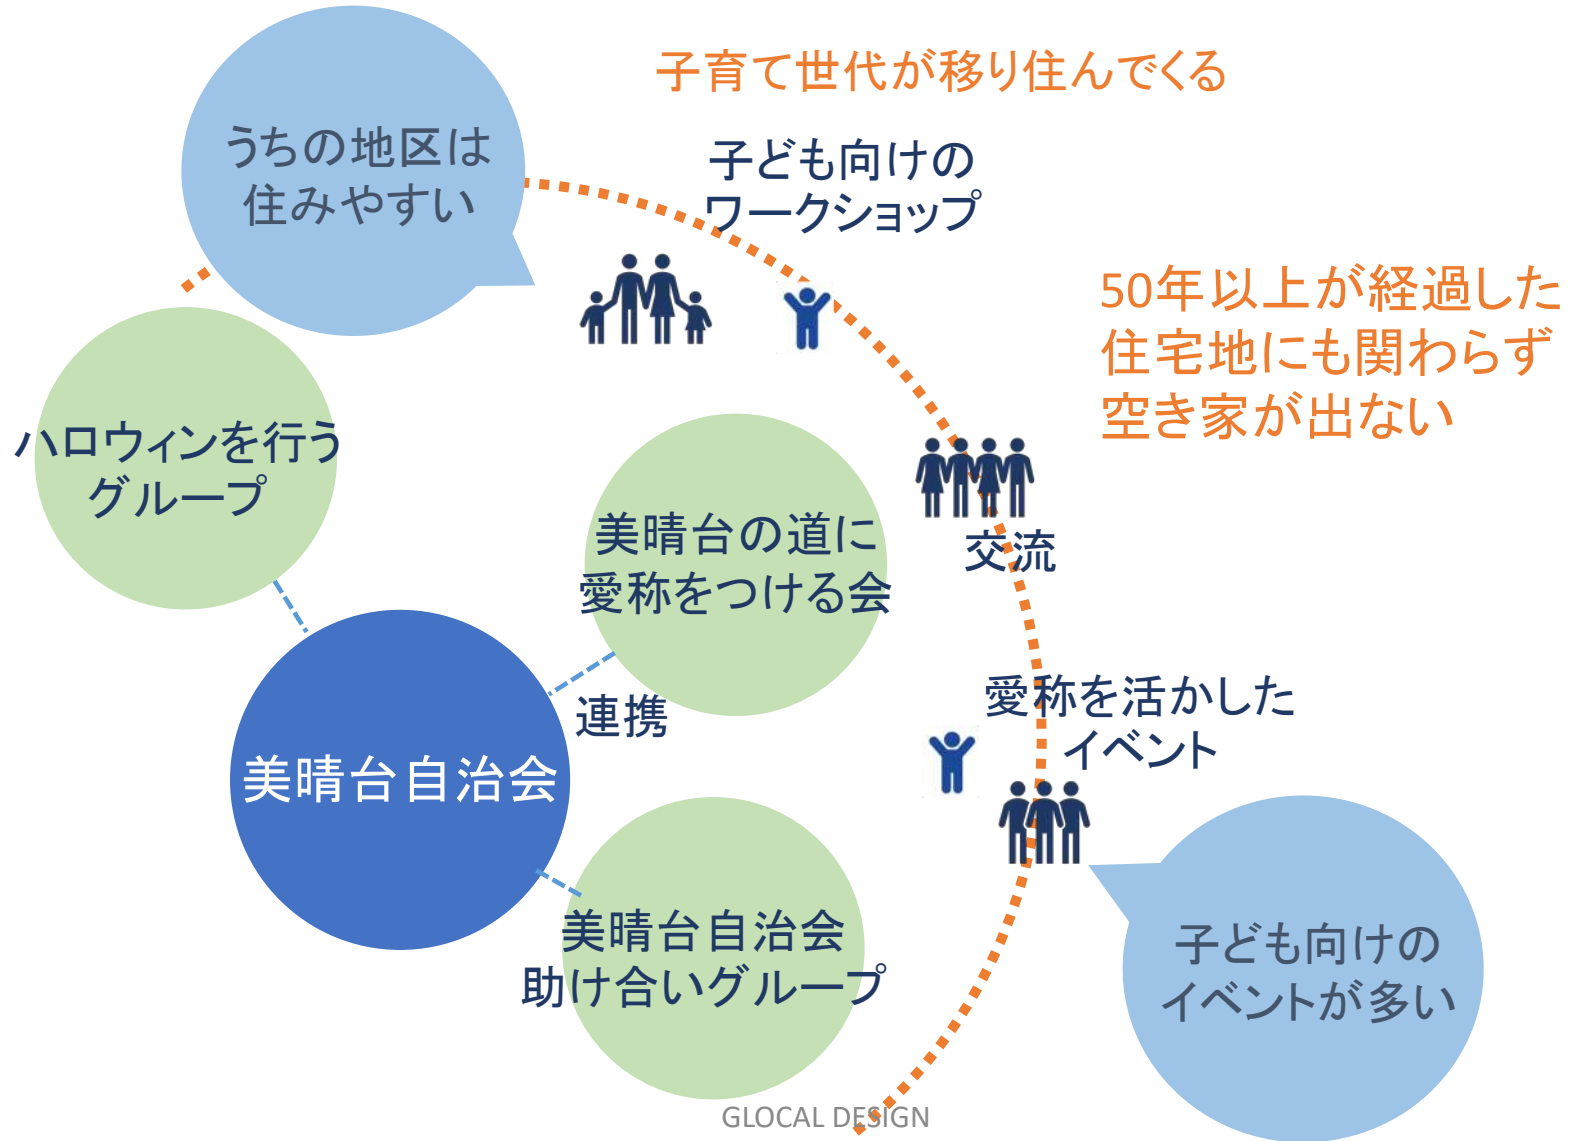 子育て世代が移り住んでくる
うちの地区は
住みやすい
子ども向けの
ワークショップ
50年以上が経過した
住宅地にも関わらず
空き家が出ない
ハロウィンを行う
グループ
美晴台の道に
愛称をつける会
交流
連携
愛称を活かした
イベント
美晴台自治会
美晴台自治会
助け合いグループ
子ども向けの
イベントが多い
GLOCAL DESIGN